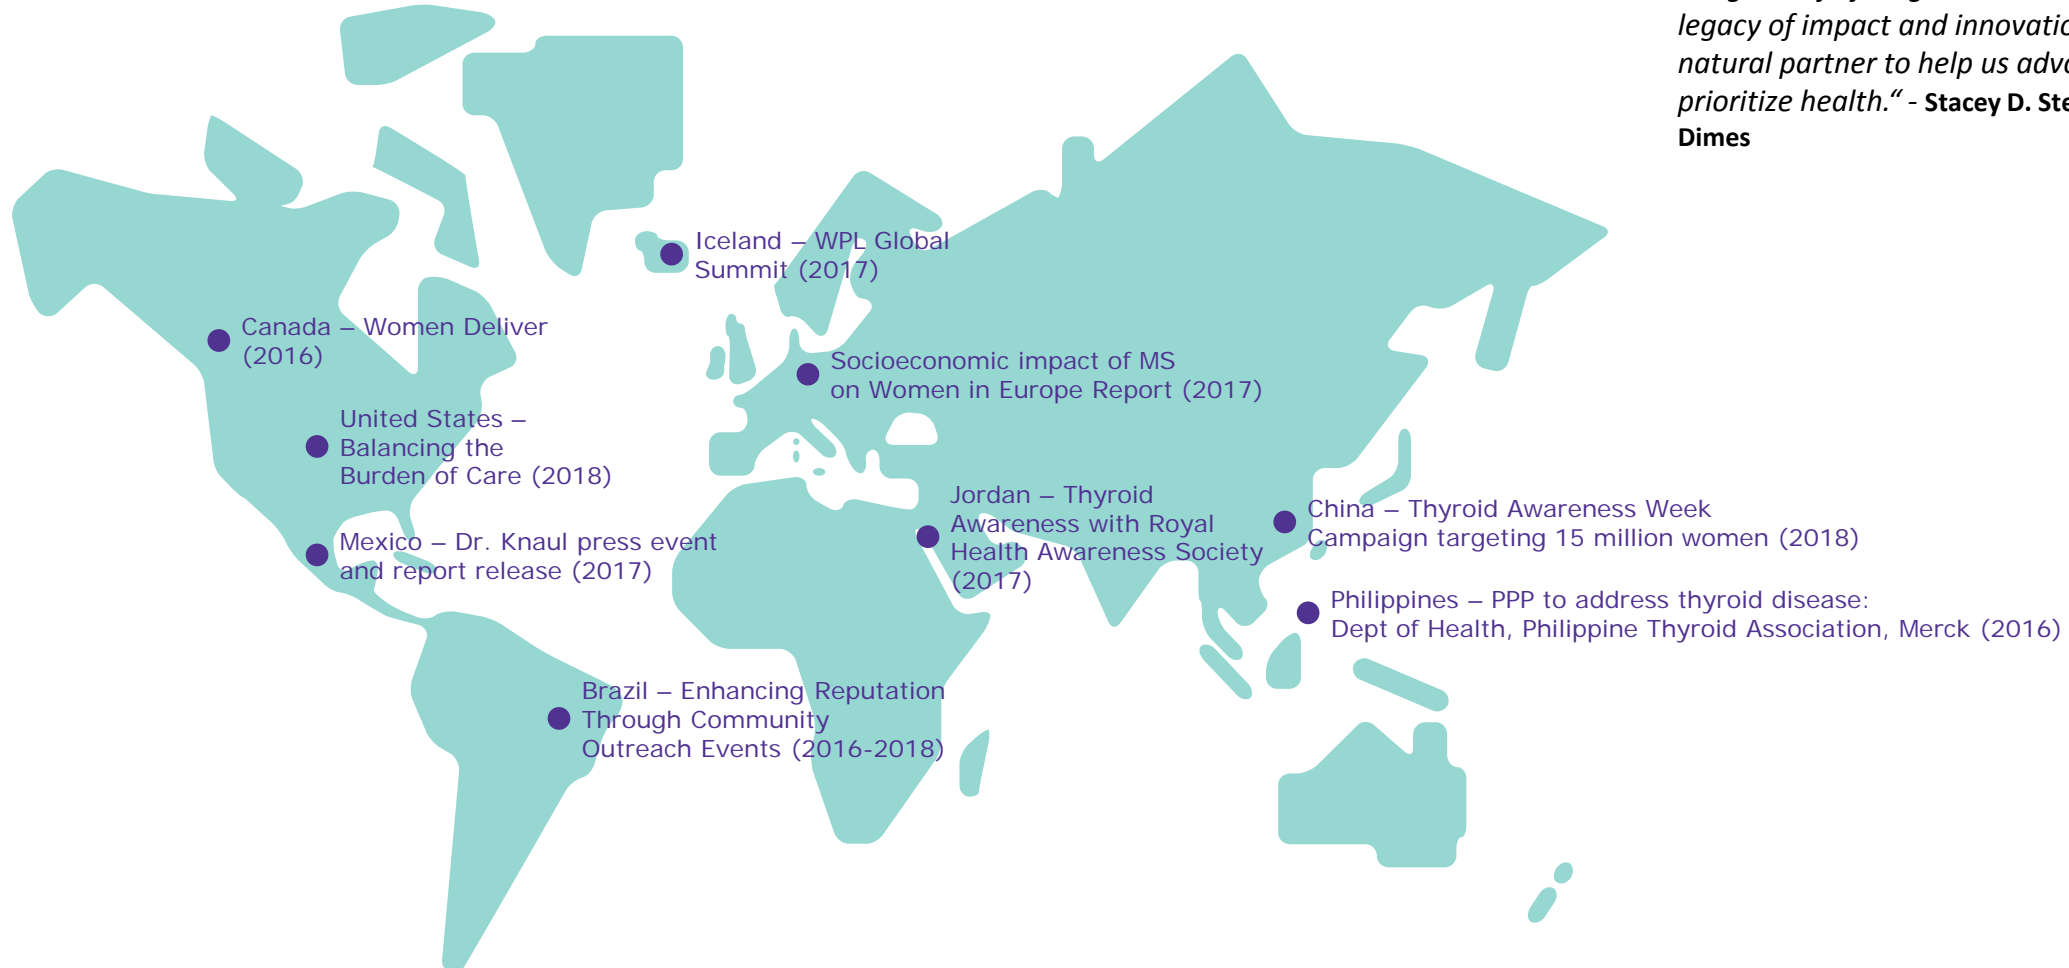 legacy of impact and innovatio
natural partner to help us adv
prioritize health.“ - Stacey D. Ste
Dimes
Iceland – WPL Global
Summit (2017)
Canada – Women Deliver
(2016)
Socioeconomic impact of MS
on Women in Europe Report (2017)
United States –
Balancing the
Burden of Care (2018)
Jordan – Thyroid
Awareness with Royal
Health Awareness Society
(2017)
China – Thyroid Awareness Week
Campaign targeting 15 million women (2018)
Mexico – Dr. Knaul press event
and report release (2017)
Philippines – PPP to address thyroid disease:
Dept of Health, Philippine Thyroid Association, Merck (2016)
Brazil – Enhancing Reputation
Through Community
Outreach Events (2016-2018)